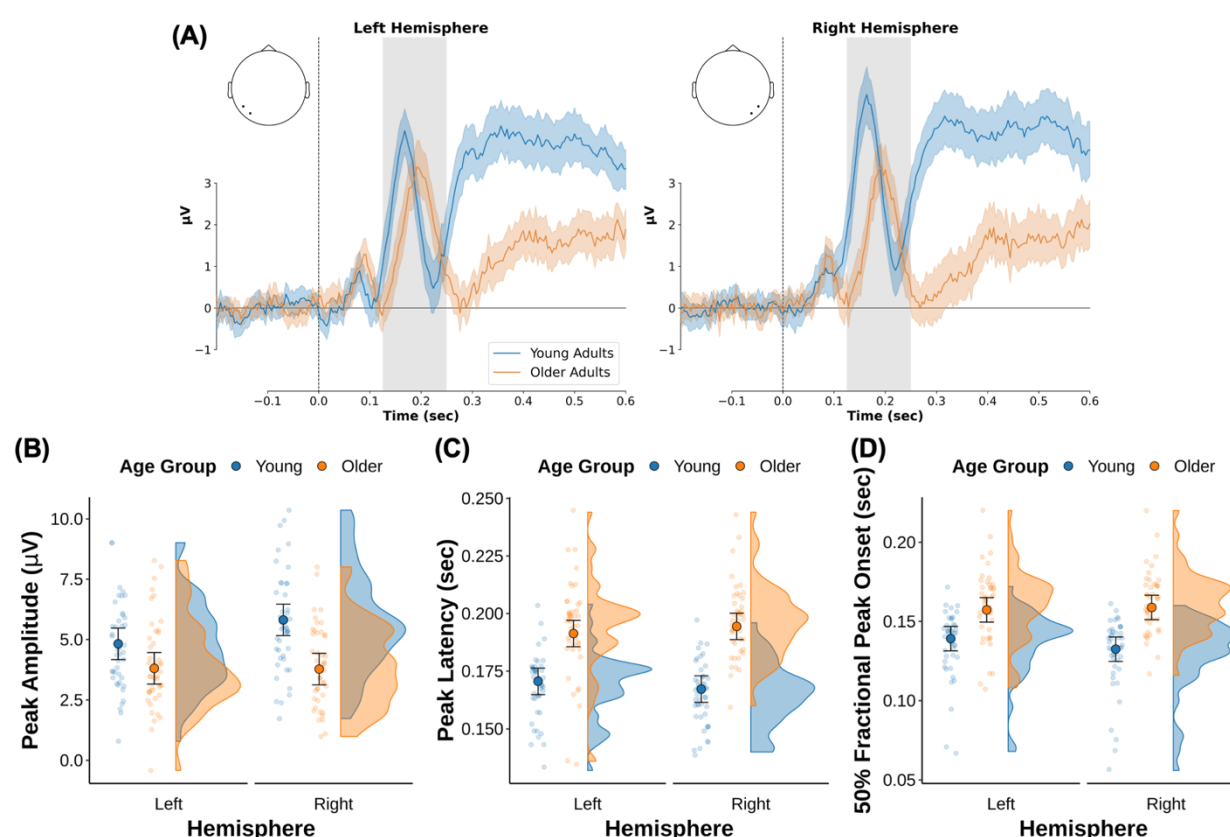 (A)
Left Hemisphere
Right Hemisphere
3
2
1
0
−1
μV
Young Adults
Older Adults
−0.1 0.0 0.1 0.2 0.3 0.4 0.5 0.6
Time (sec)
3
2
1
0
−1
μV
−0.1 0.0 0.1 0.2 0.3 0.4 0.5 0.6
Time (sec)
(B)
Age Group Young Older
Peak Amplitude (μV)
10.0
7.5
5.0
2.5
0.0
Left Right
Hemisphere
(C)
Age Group Young Older
Peak Latency (sec)
0.250
0.225
0.200
0.175
0.150
Left Right
Hemisphere
(D)
Age Group Young Older
50% Fractional Peak Onset (sec)
0.20
0.15
0.10
0.05
Left Right
Hemisphere